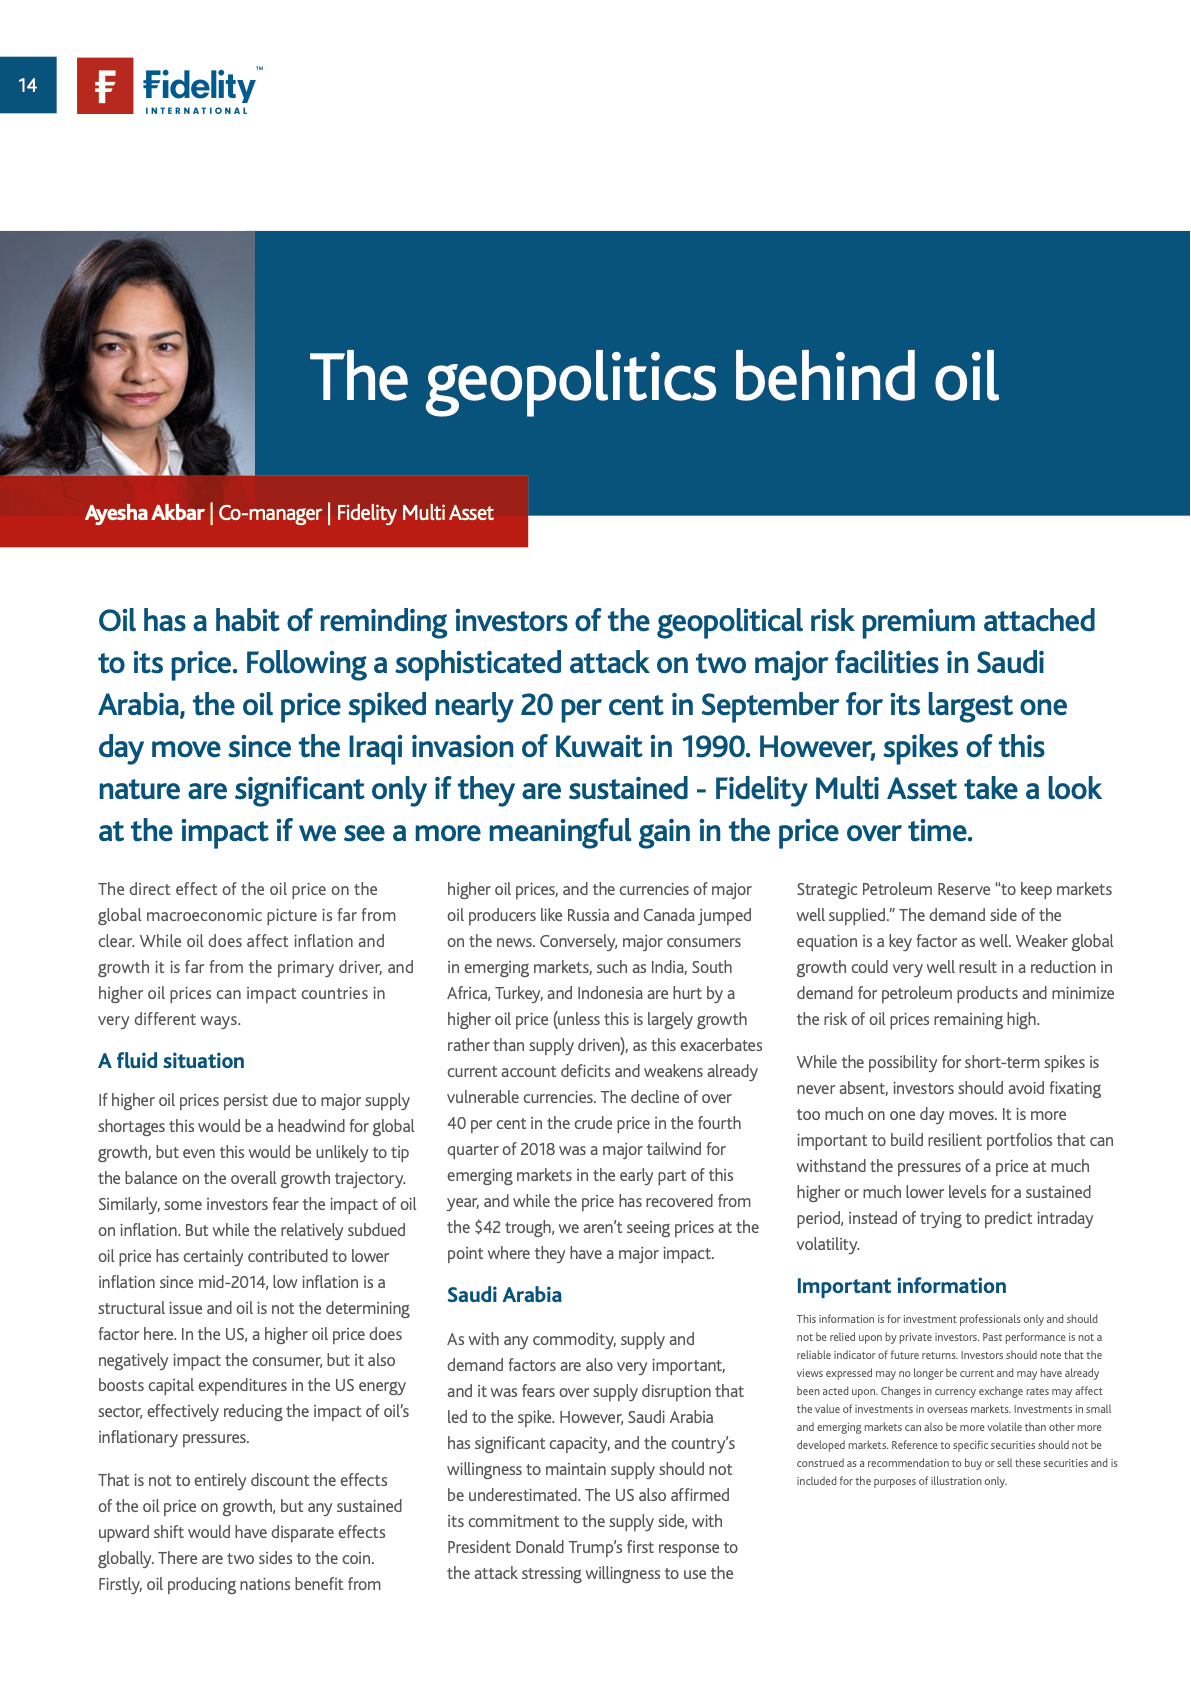 14
Fidelity™
INTERNATIONAL
The geopolitics behind oil
Ayesha Akbar | Co-manager | Fidelity Multi Asset
Oil has a habit of reminding investors of the geopolitical risk premium attached
to its price. Following a sophisticated attack on two major facilities in Saudi
Arabia, the oil price spiked nearly 20 per cent in September for its largest one
day move since the Iraqi invasion of Kuwait in 1990. However, spikes of this
nature are significant only if they are sustained - Fidelity Multi Asset take a look
at the impact if we see a more meaningful gain in the price over time.
The direct effect of the oil price on the
global macroeconomic picture is far from
clear. While oil does affect inflation and
growth it is far from the primary driver, and
higher oil prices can impact countries in
very different ways.
A fluid situation
If higher oil prices persist due to major supply
shortages this would be a headwind for global
growth, but even this would be unlikely to tip
the balance on the overall growth trajectory.
Similarly, some investors fear the impact of oil
on inflation. But while the relatively subdued
oil price has certainly contributed to lower
inflation since mid-2014, low inflation is a
structural issue and oil is not the determining
factor here. In the US, a higher oil price does
negatively impact the consumer, but it also
boosts capital expenditures in the US energy
sector, effectively reducing the impact of oil's
inflationary pressures.
That is not to entirely discount the effects
of the oil price on growth, but any sustained
upward shift would have disparate effects
globally. There are two sides to the coin.
Firstly, oil producing nations benefit from
higher oil prices, and the currencies of major
oil producers like Russia and Canada jumped
on the news. Conversely, major consumers
in emerging markets, such as India, South
Africa, Turkey, and Indonesia are hurt by a
higher oil price (unless this is largely growth
rather than supply driven), as this exacerbates
current account deficits and weakens already
vulnerable currencies. The decline of over
40 per cent in the crude price in the fourth
quarter of 2018 was a major tailwind for
emerging markets in the early part of this
year, and while the price has recovered from
the $42 trough, we aren't seeing prices at the
point where they have a major impact.
Saudi Arabia
As with any commodity, supply and
demand factors are also very important,
and it was fears over supply disruption that
led to the spike. However, Saudi Arabia
has significant capacity, and the country's
willingness to maintain supply should not
be underestimated. The US also affirmed
its commitment to the supply side, with
President Donald Trump's first response to
the attack stressing willingness to use the
Strategic Petroleum Reserve "to keep markets
well supplied." The demand side of the
equation is a key factor as well. Weaker global
growth could very well result in a reduction in
demand for petroleum products and minimize
the risk of oil prices remaining high.
While the possibility for short-term spikes is
never absent, investors should avoid fixating
too much on one day moves. It is more
important to build resilient portfolios that can
withstand the pressures of a price at much
higher or much lower levels for a sustained
period, instead of trying to predict intraday
volatility.
Important information
This information is for investment professionals only and should
not be relied upon by private investors. Past performance is not a
reliable indicator of future returns. Investors should note that the
views expressed may no longer be current and may have already
been acted upon. Changes in currency exchange rates may affect
the value of investments in overseas markets. Investments in small
and emerging markets can also be more volatile than other more
developed markets. Reference to specific securities should not be
construed as a recommendation to buy or sell these securities and is
included for the purposes of illustration only.